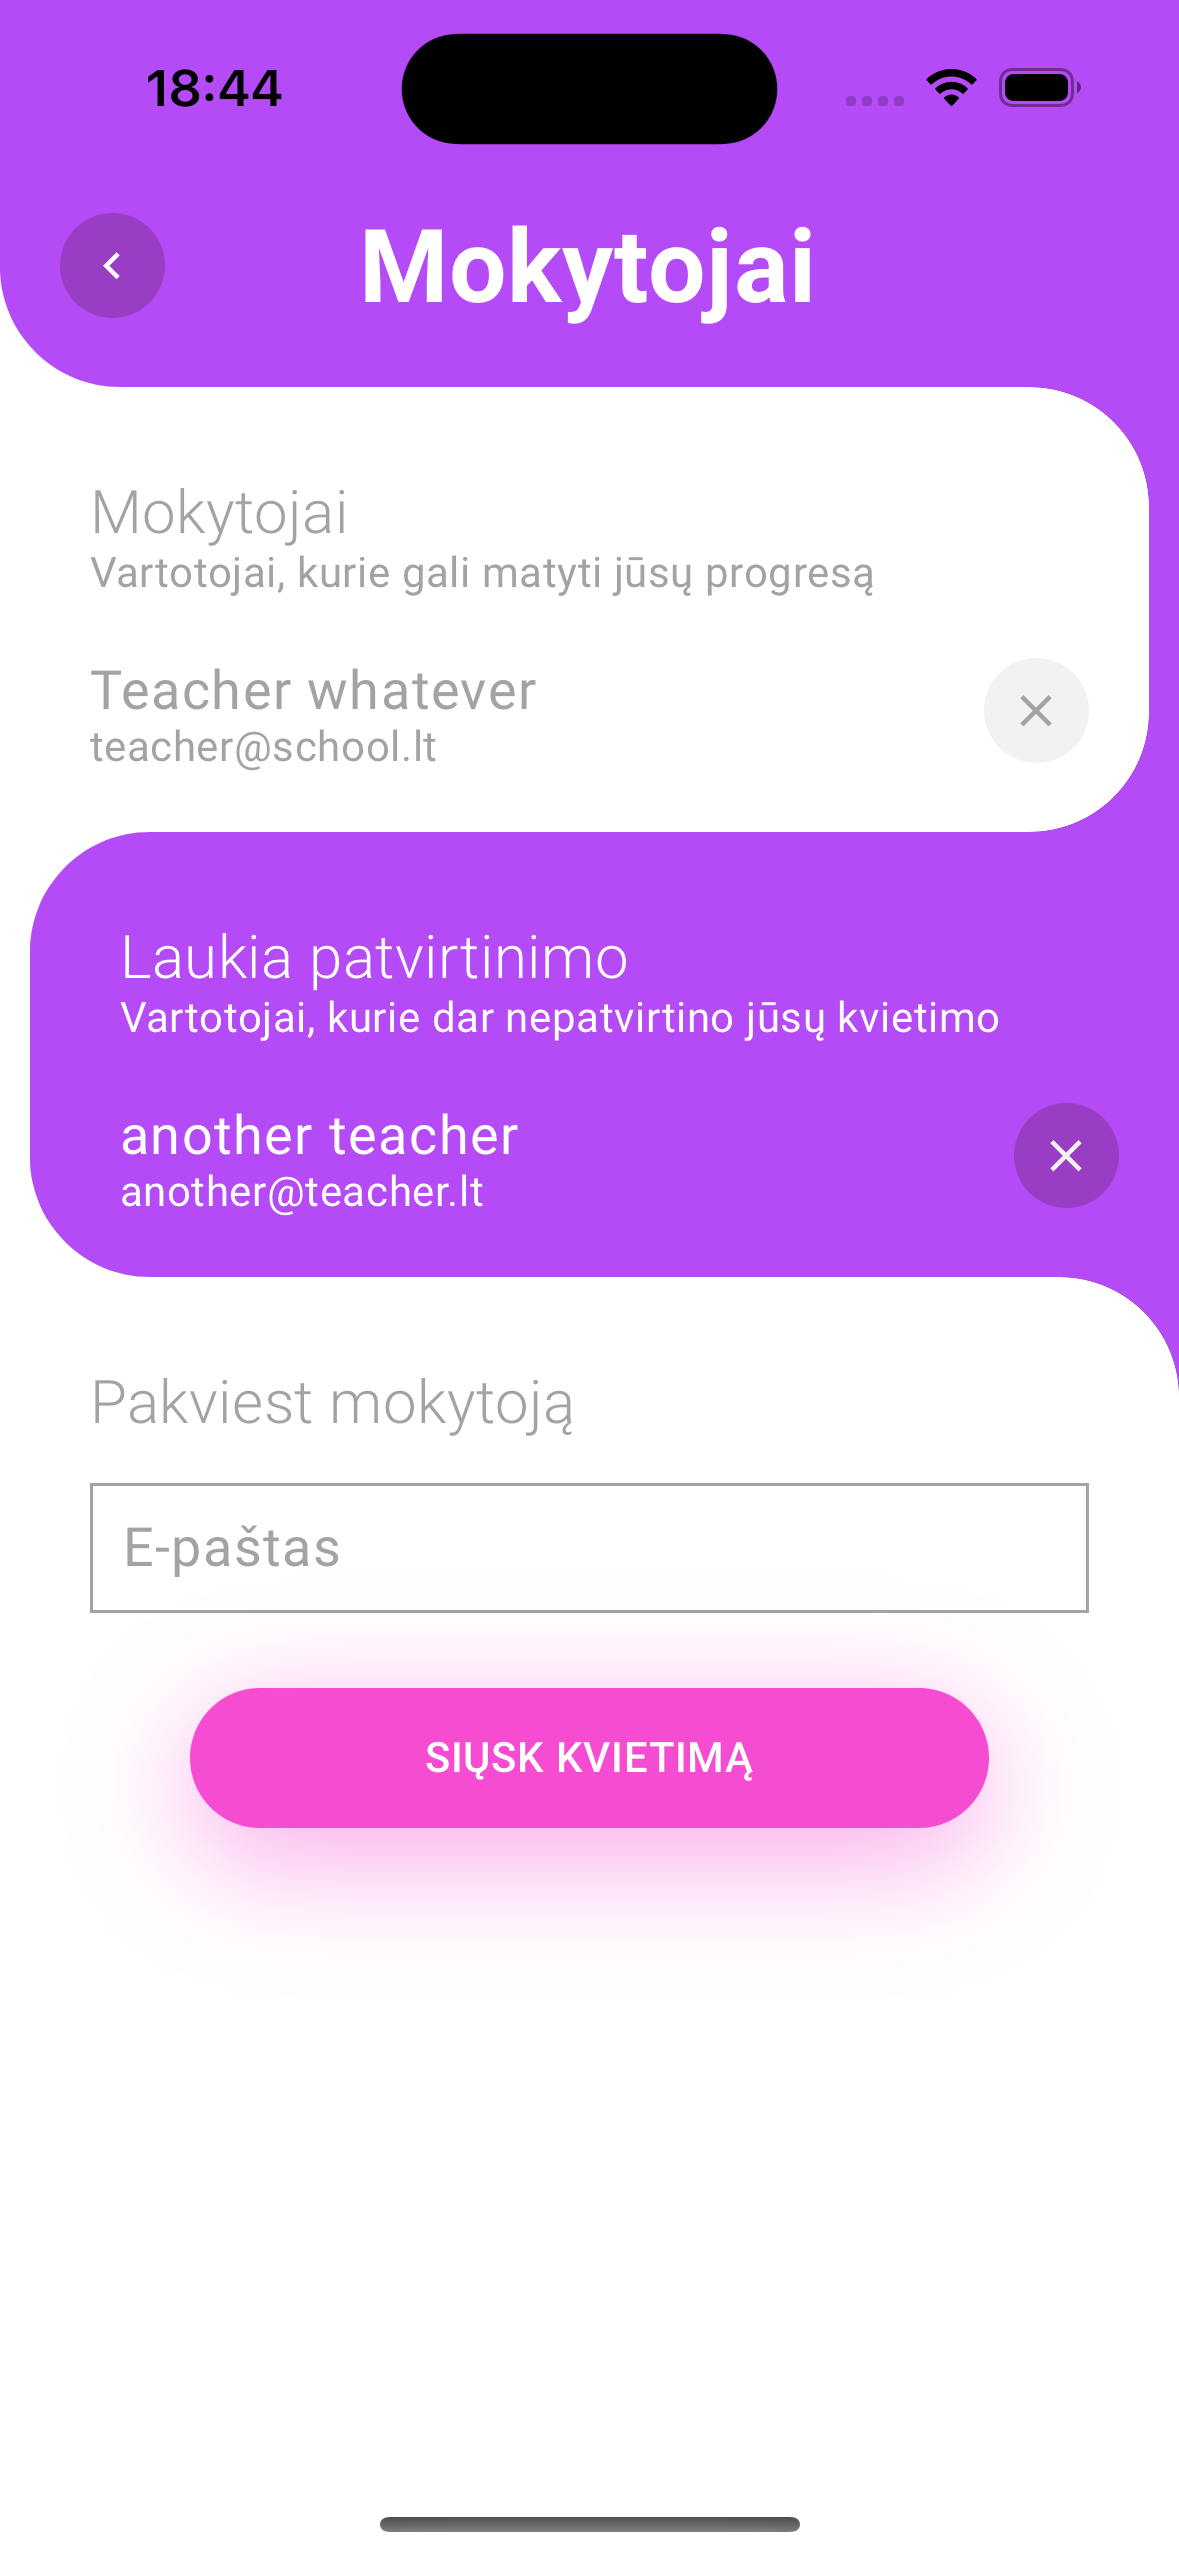 18:44
Mokytojai
Mokytojai
Vartotojai, kurie gali matyti jūsų progresą
Teacher whatever
teacher@school.lt
Laukia patvirtinimo
Vartotojai, kurie dar nepatvirtino jūsų kvietimo
another teacher
another@teacher.lt
Pakviest mokytoją
E-paštas
SIŲSK KVIETIMĄ